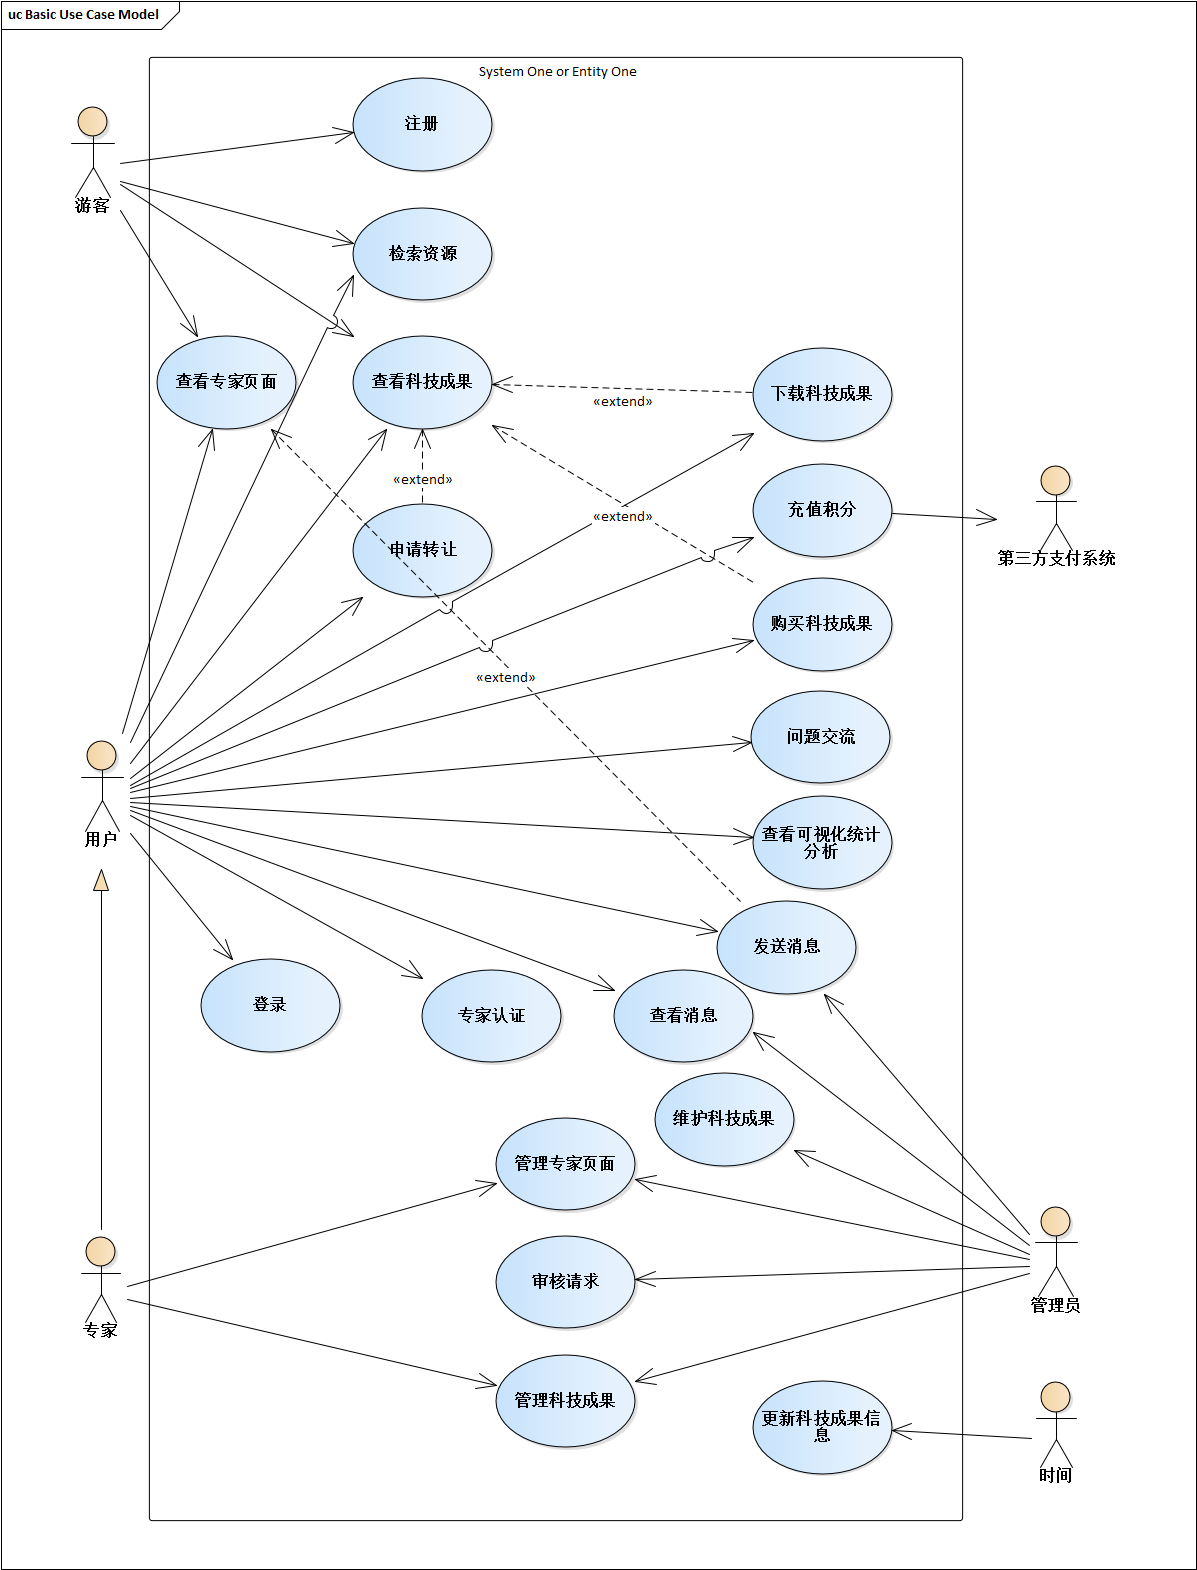 uc Basic Use Case Model
System One or Entity One
注册
游客
检索资源
查看专家页面
查看科技成果
下载科技成果
«extend»
«extend»
充值积分
«extend»
申请转让
第三方支付系统
购买科技成果
«extend»
问题交流
用户
查看可视化统计
分析
发送消息
登录
专家认证
查看消息
维护科技成果
管理专家页面
审核请求
管理员
专家
管理科技成果
更新科技成果信
息
时间